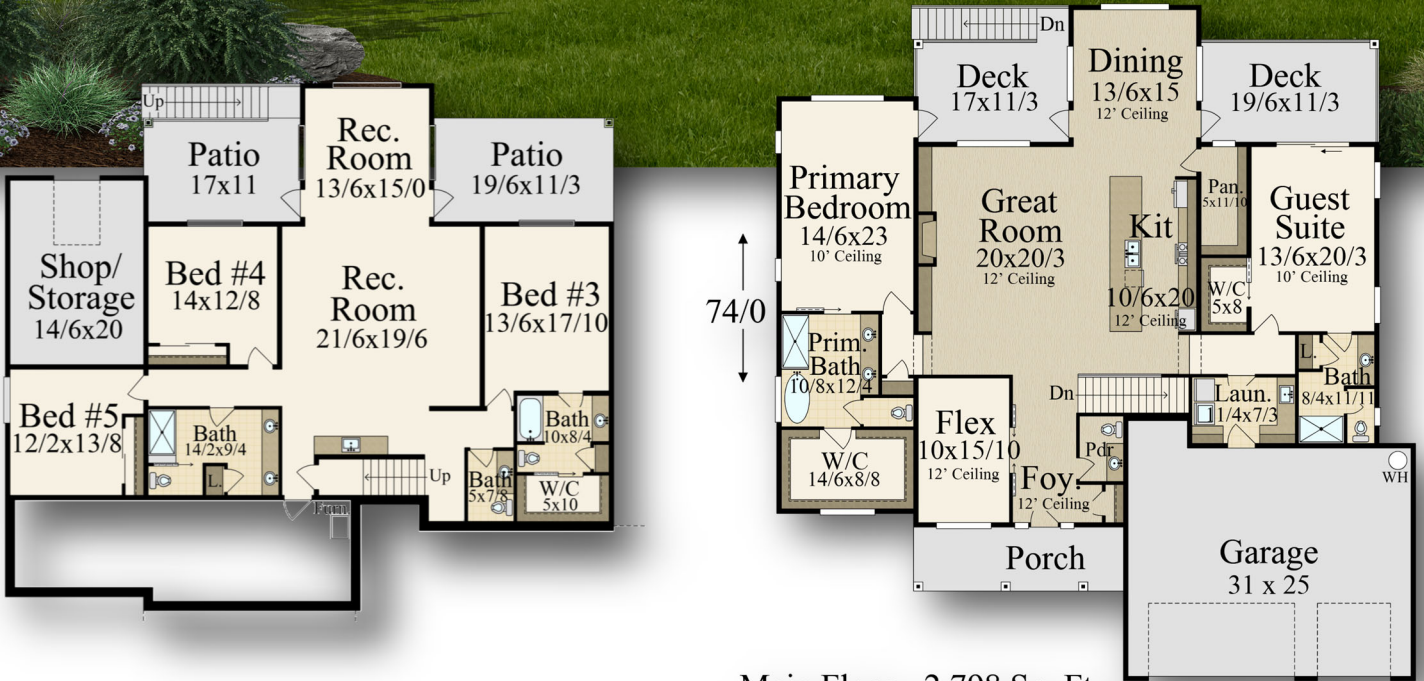 Up
Patio
17x11
Rec.
Room
13/6x15/0
Patio
19/6x11/3
Shop/
Storage
14/6x20
Bed #4
14x12/8
Rec.
Room
21/6x19/6
Bed #3
13/6x17/10
Bed #5
12/2x13/8
Bath
14/2x9/4
L.
Up
Bath
10x8/4
Bath
5x7/8
W/C
5x10
Furn
Dn
Deck
17x11/3
Dining
13/6x15
12' Ceiling
Deck
19/6x11/3
Primary
Bedroom
14/6x23
10' Ceiling
Great
Room
20x20/3
12' Ceiling
Kit
10/6x20
12' Ceiling
Pan.
5x11/10
Guest
Suite
13/6x20/3
10' Ceiling
W/C
5x8
74/0
Prim.
Bath
10/8x12/4
W/C
14/6x8/8
Flex
10x15/10
12' Ceiling
Dn
Laun.
1/4x7/3
L.
Bath
8/4x11/11
Pdr
Foy.
12' Ceiling
Porch
WH
Garage
31 x 25